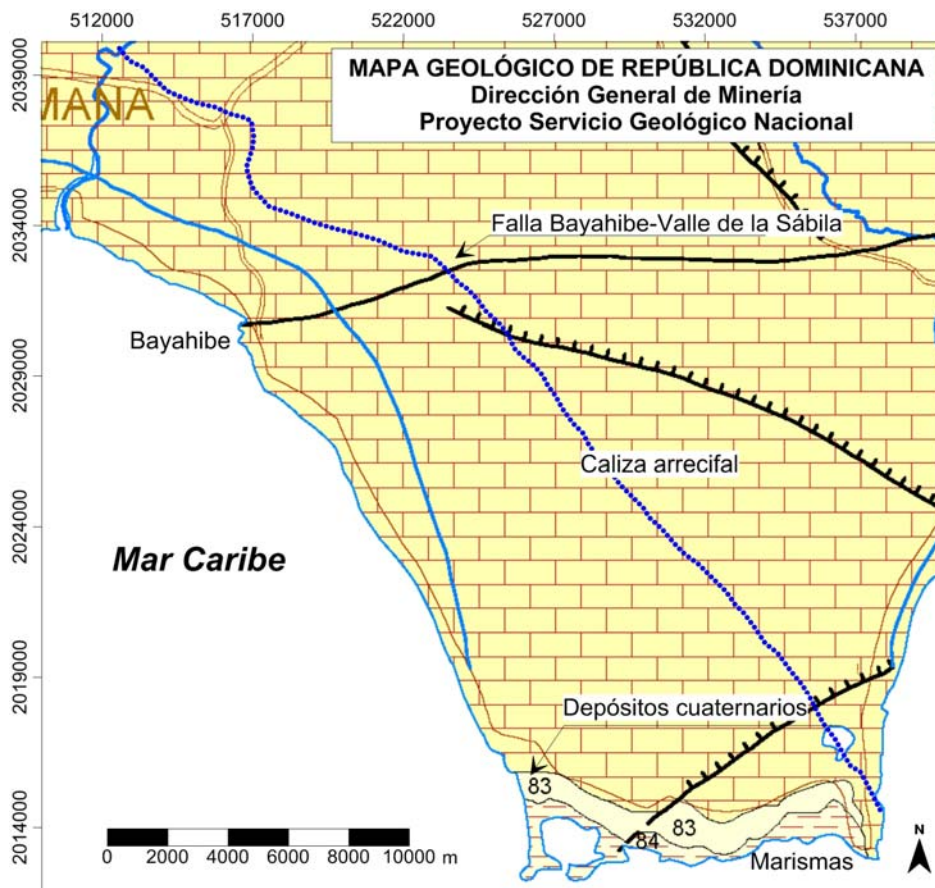 512000 517000 522000 527000 532000 537000
MAPA GEOLÓGICO DE REPÚBLICA DOMINICANA
Dirección General de Minería
Proyecto Servicio Geológico Nacional
2039000
MANA
2034000
Falla Bayahibe-Valle de la Sábila
Bayahibe
2029000
Caliza arrecifal
2024000
Mar Caribe
2019000
Depósitos cuaternarios
83
2014000
83
84
Marismas
0 2000 4000 6000 8000 10000 m
N